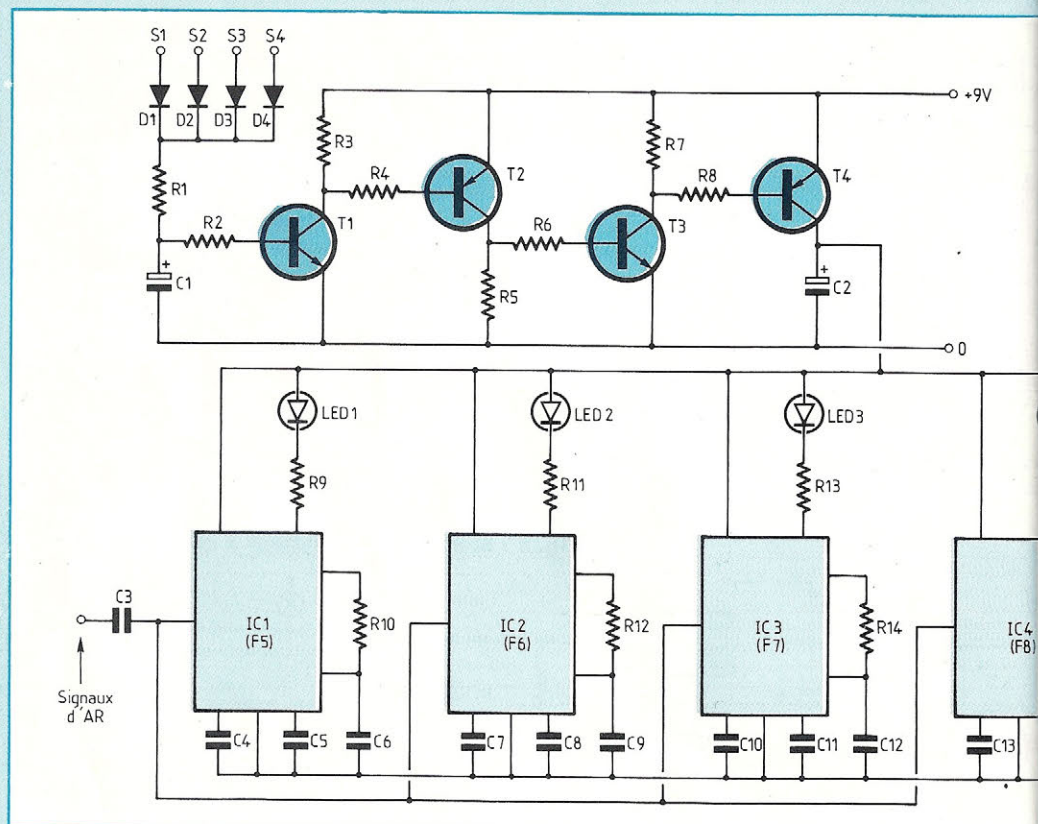 S1 S2 S3 S4
+9V
D1 D2 D3 D4
R3
R7
R1
R4
T2
R8
T4
R2
T1
R6
T3
+
C1
R5
+
C2
0
LED1
LED2
LED3
R9
R11
R13
C3
IC1
(F5)
R10
IC2
(F6)
R12
IC3
(F7)
R14
IC4
(F8)
Signaux
d'AR
C4 C5 C6 C7 C8 C9 C10 C11 C12 C13